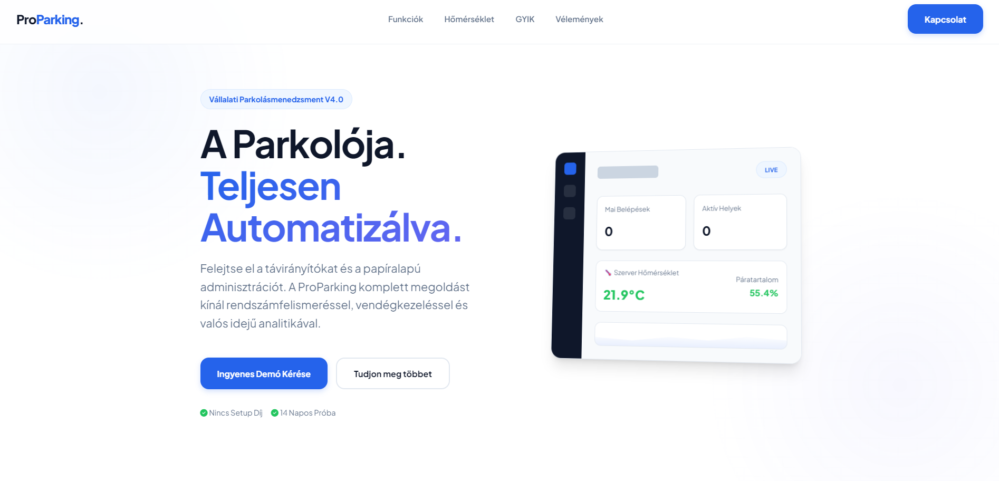 ProParking.
Funkciók
Hőmérséklet
GYIK
Vélemények
Kapcsolat
Vállalati Parkolásmenedzsment V4.0
A Parkolója.
Teljesen
Automatizálva.
Felejtse el a távirányítókat és a papíralapú
adminisztrációt. A ProParking komplett megoldást
kínál rendszámfelismeréssel, vendégkezeléssel és
valós idejű analitikával.
Ingyenes Demó Kérése
Tudjon meg többet
Nincs Setup Díj
14 Napos Próba
LIVE
Mai Belépések
0
Aktív Helyek
0
Szerver Hőmérséklet
21.9°C
Páratartalom
55.4%